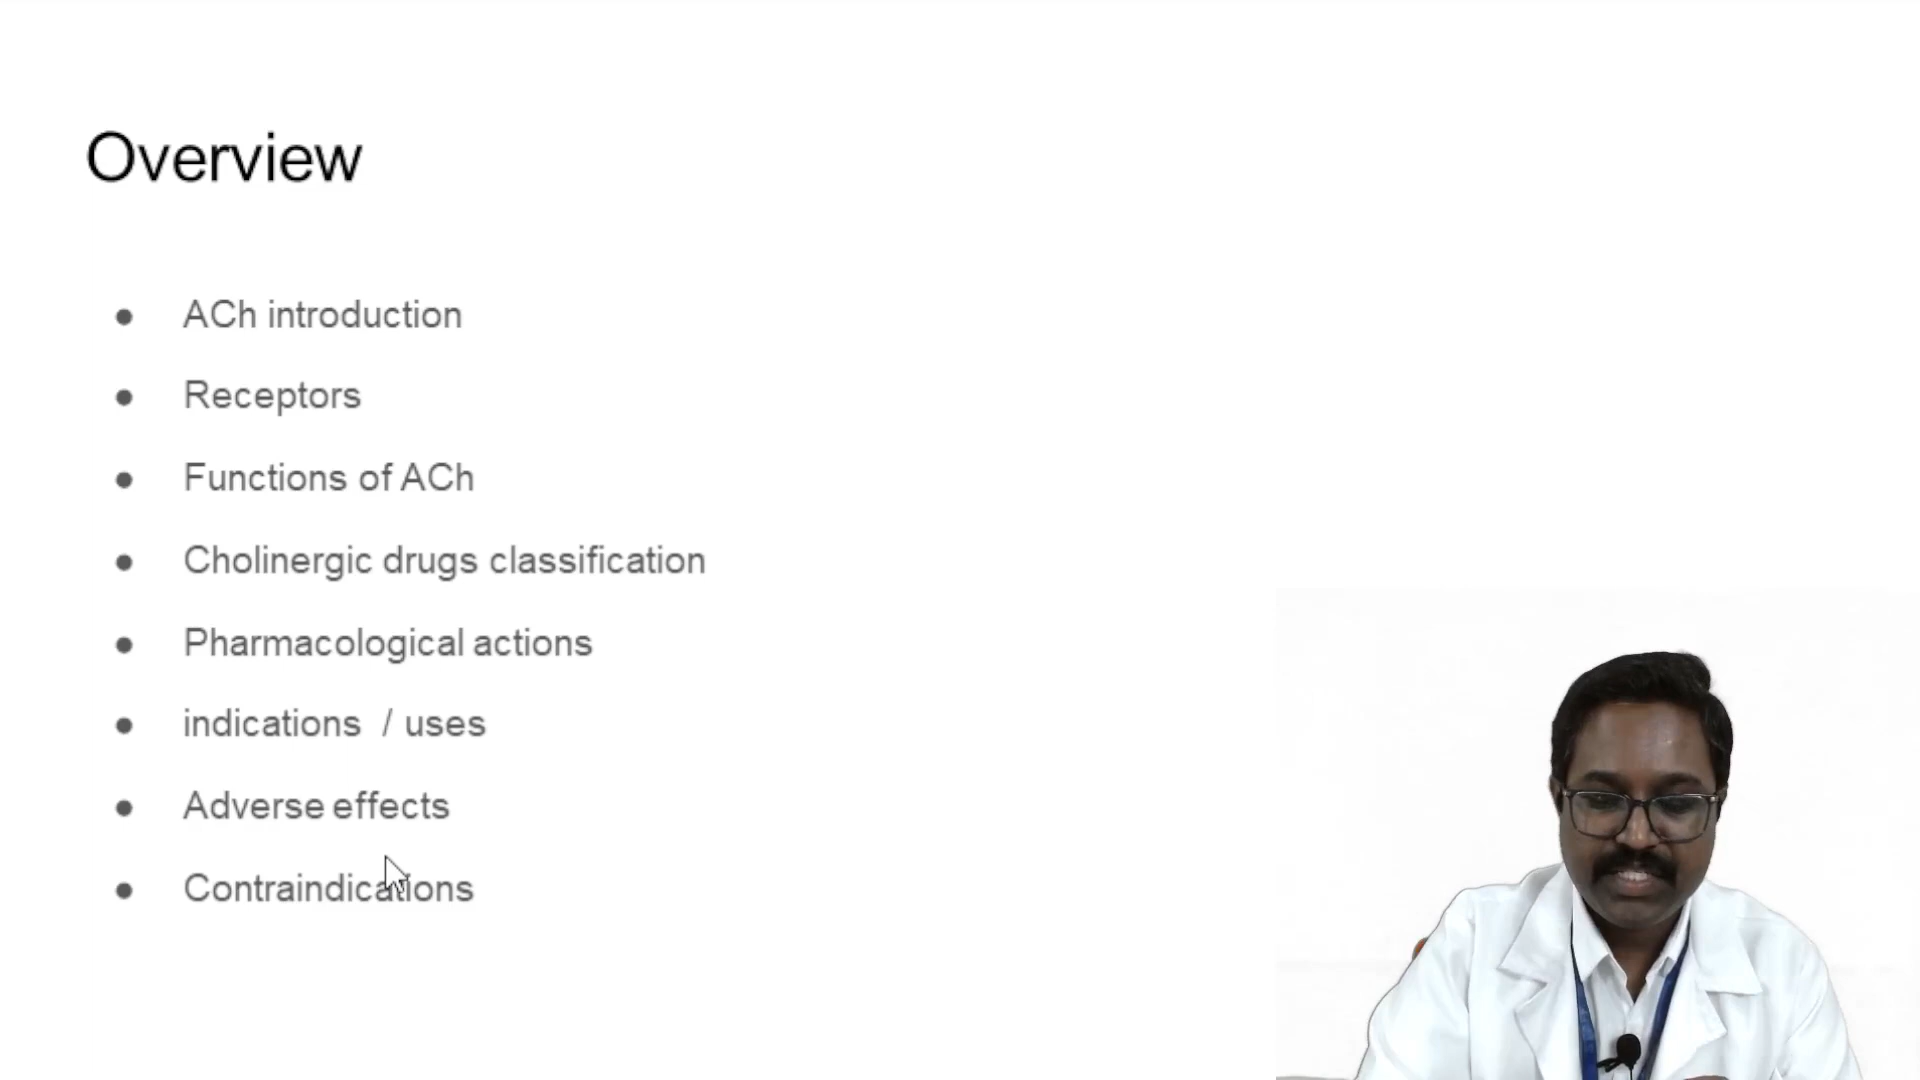 Overview
ACh introduction
Receptors
Functions of ACh
Cholinergic drugs classification
Pharmacological actions
indications / uses
Adverse effects
Contraindications